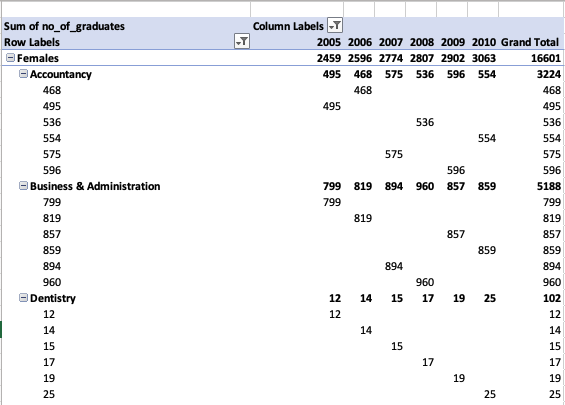 Sum of no_of_graduates Column Labels
Row Labels 2005 2006 2007 2008 2009 2010 Grand Total
Females 2459 2596 2774 2807 2902 3063 16601
Accountancy 495 468 575 536 596 554 3224
468 468 468
495 495 495
536 536 536
554 554 554
575 575 575
596 596 596
Business & Administration 799 819 894 960 857 859 5188
799 799 799
819 819 819
857 857 857
859 859 859
894 894 894
960 960 960
Dentistry 12 14 15 17 19 25 102
12 12 12
14 14 14
15 15 15
17 17 17
19 19 19
25 25 25